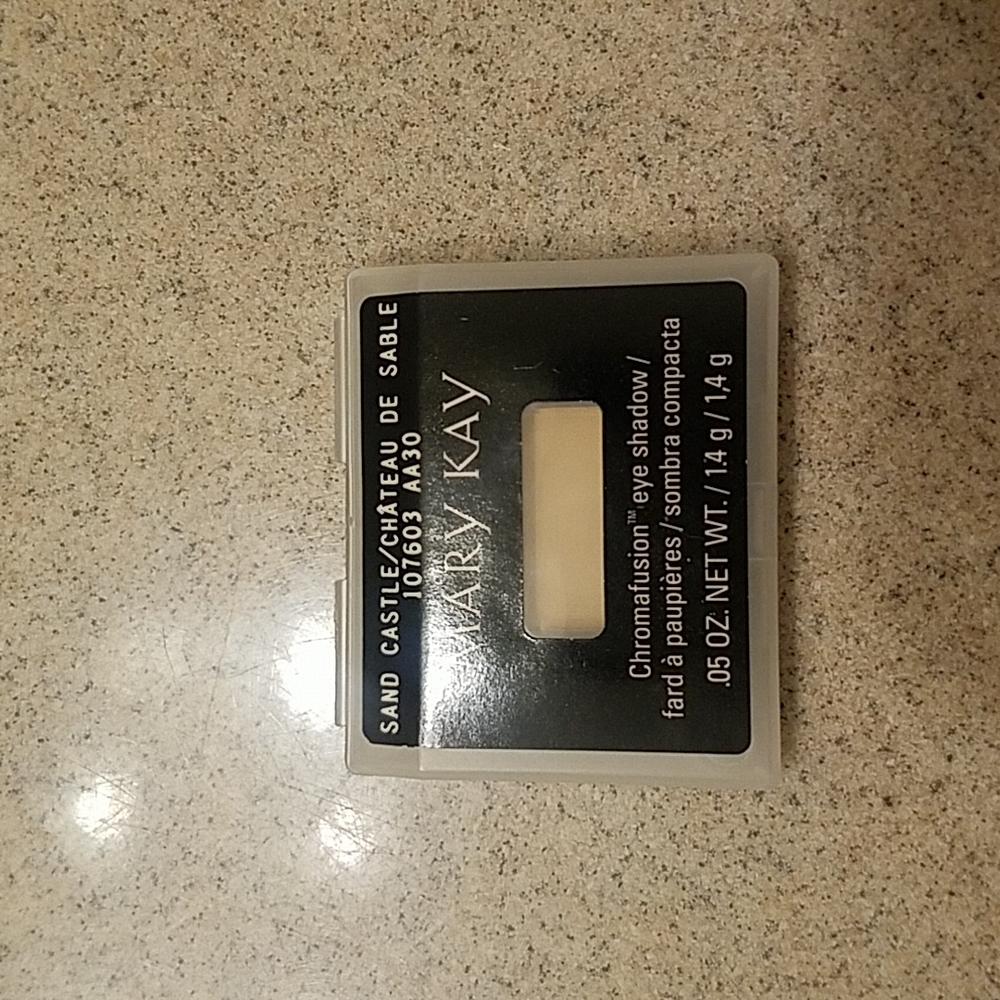 SAND CASTLE/CHÂTEAU DE SABLE
107603 AA30
MARY KAY
Chromafusion™ eye shadow /
fard à paupières / sombra compacta
.05 OZ. NET WT. / 1.4 g / 1,4 g